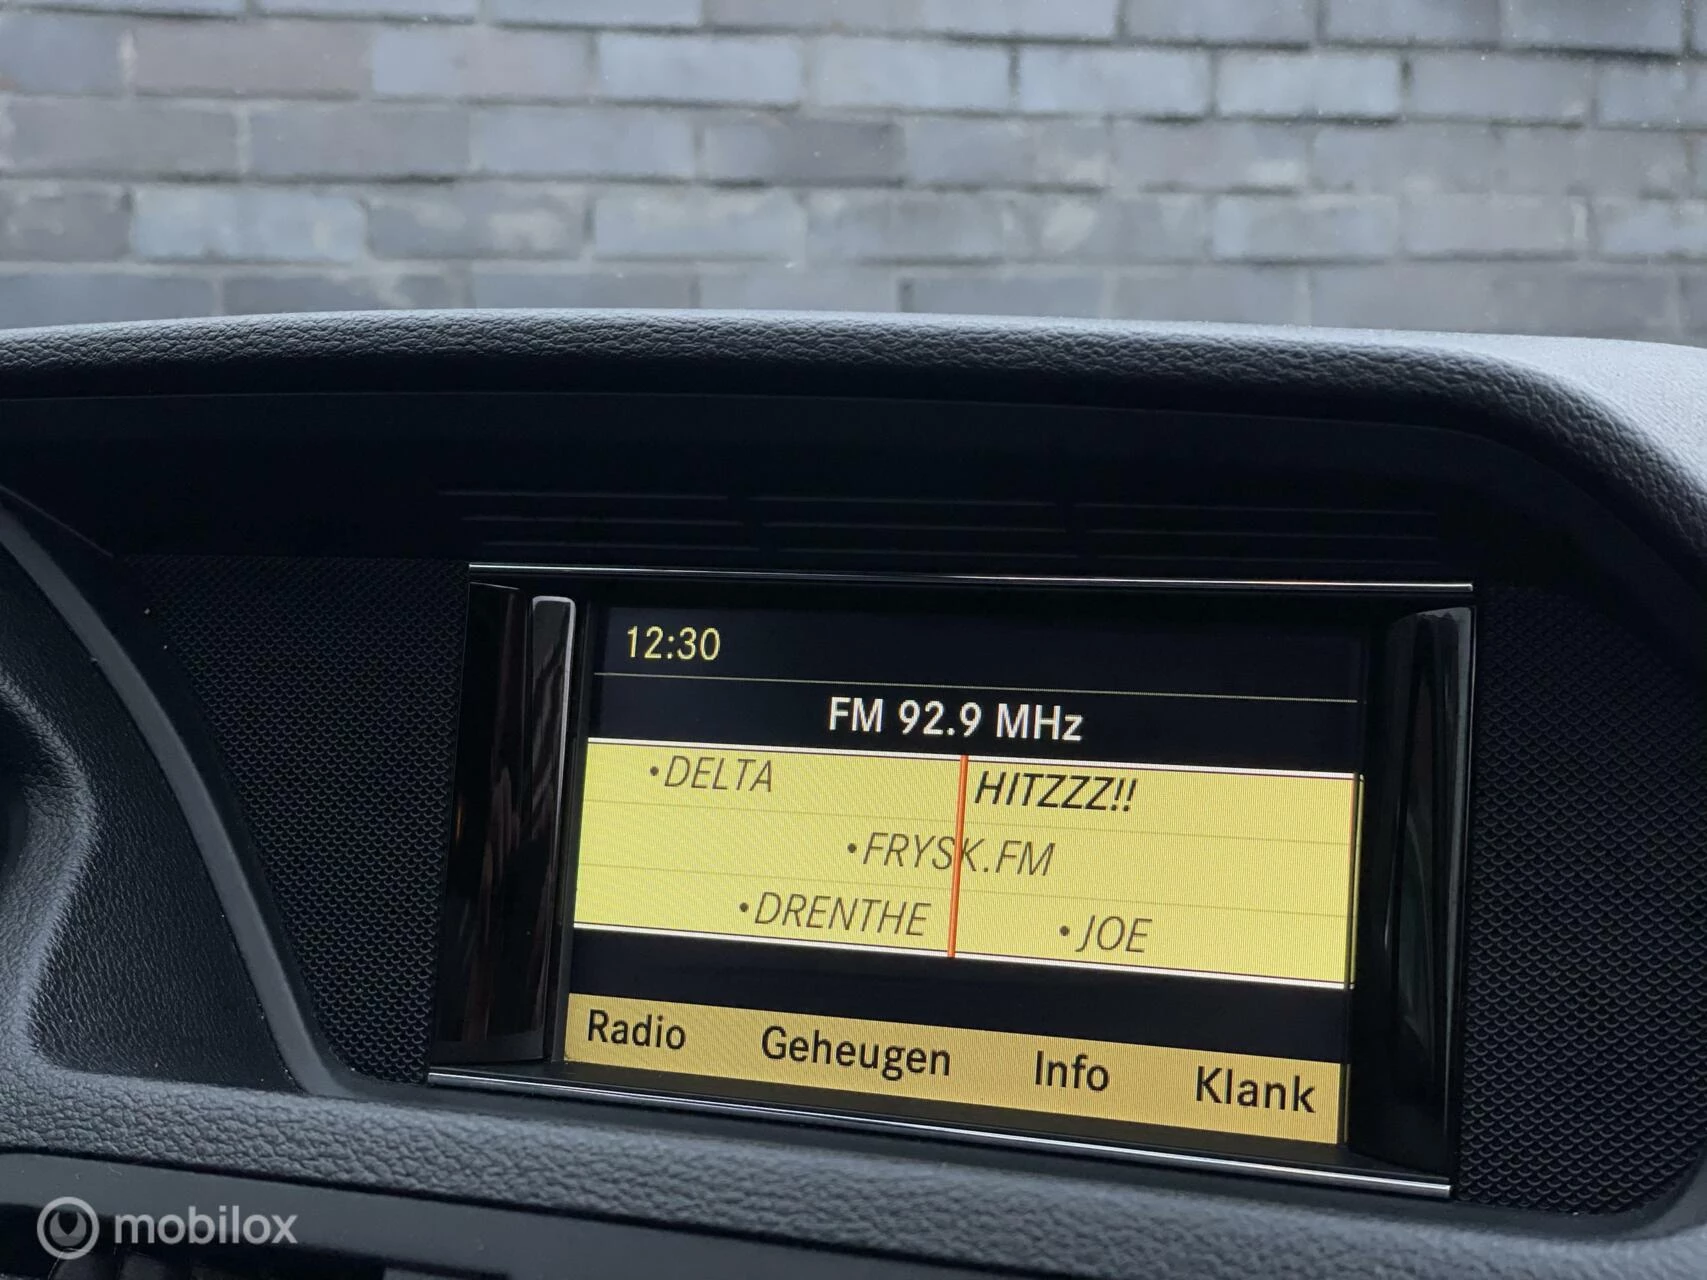 12:30
FM 92.9 MHz
•DELTA HITZZZ!!
•FRYSK.FM
•DRENTHE •JOE
Radio Geheugen Info Klank
mobilox